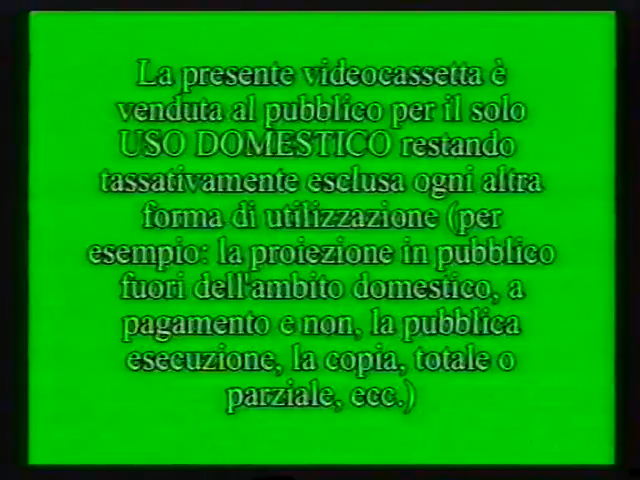 La presente videocassetta è
venduta al pubblico per il solo
USO DOMESTICO restando
tassativamente esclusa ogni altra
forma di utilizzazione (per
esempio: la proiezione in pubblico
fuori dell'ambito domestico, a
pagamento e non, la pubblica
esecuzione, la copia, totale o
parziale, ecc.)